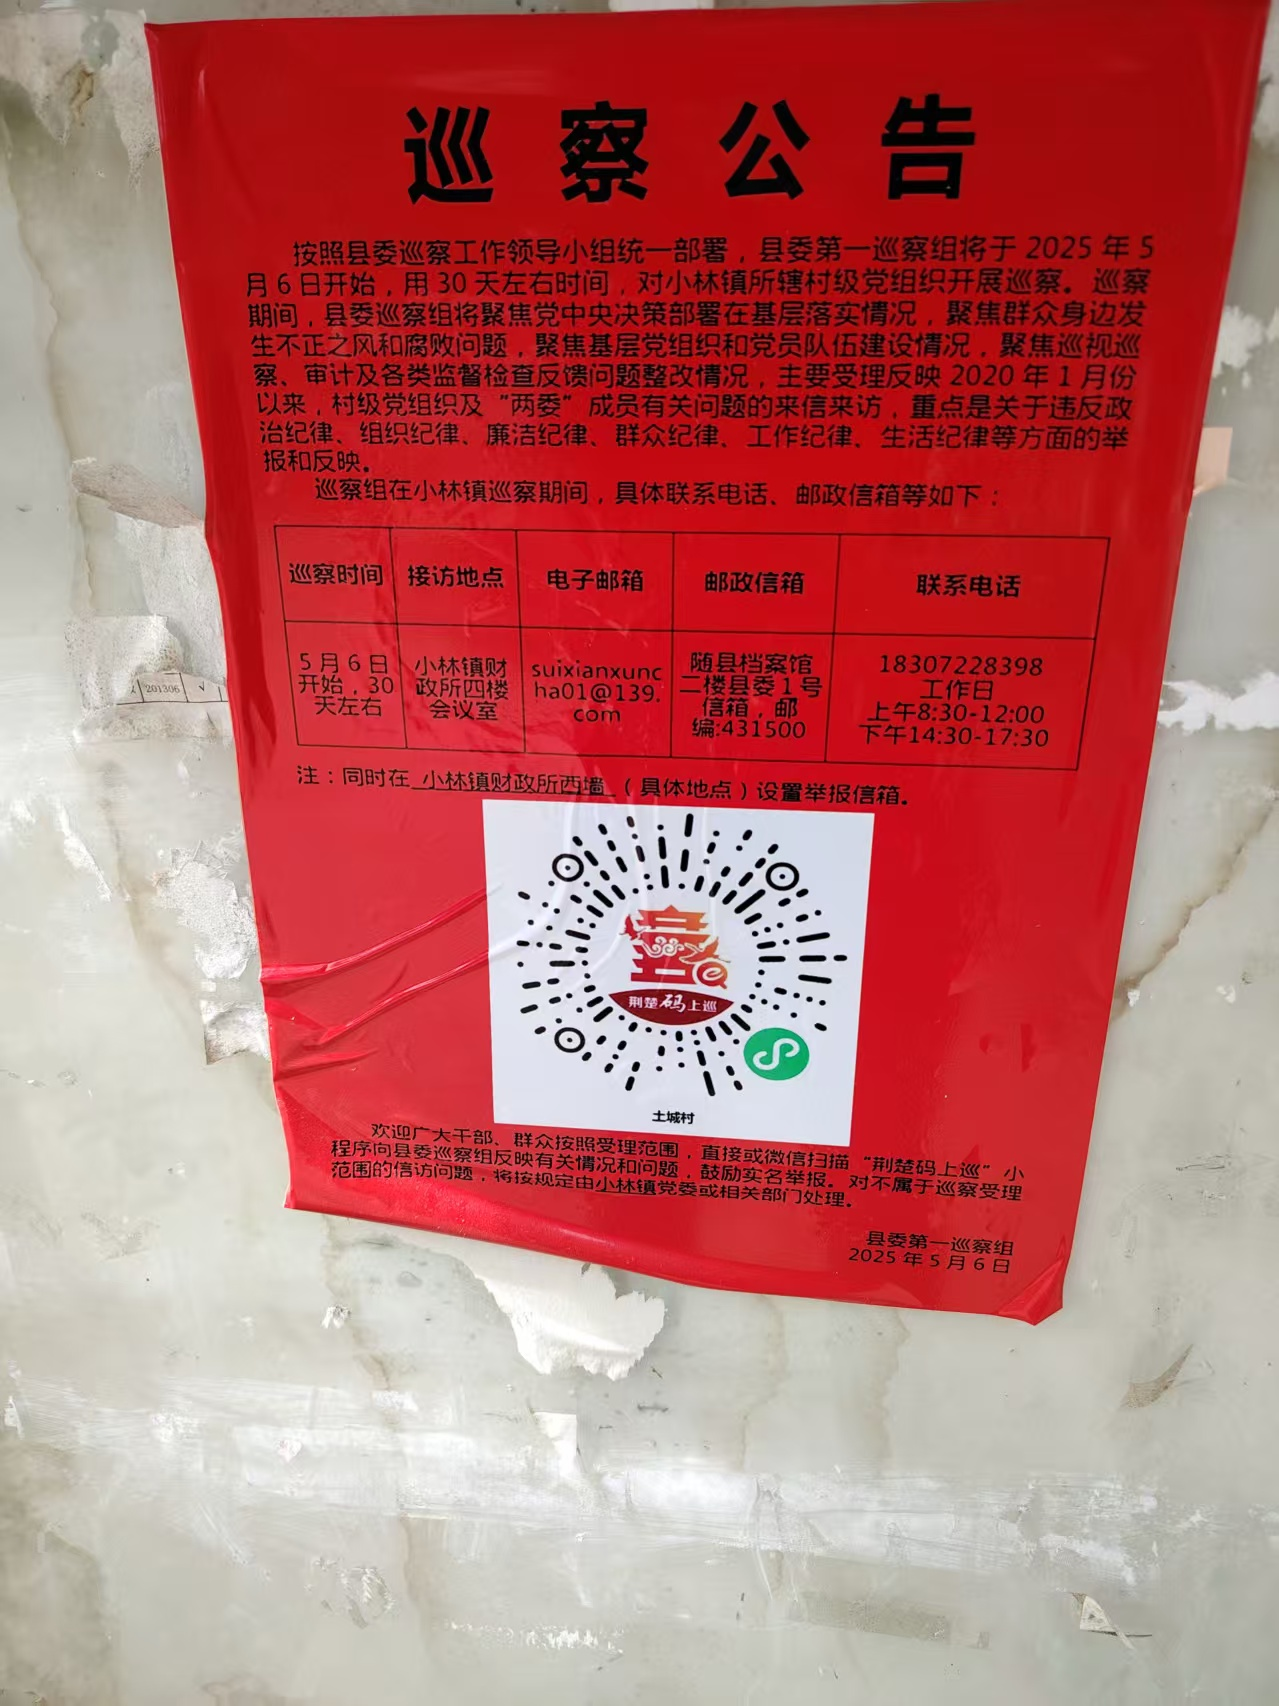 巡察公告
按照县委巡察工作领导小组统一部署，县委第一巡察组将于 2025 年 5
月 6 日开始，用 30 天左右时间，对小林镇所辖村级党组织开展巡察。巡察
期间，县委巡察组将聚焦党中央决策部署在基层落实情况，聚焦群众身边发
生不正之风和腐败问题，聚焦基层党组织和党员队伍建设情况，聚焦巡视巡
察、审计及各类监督检查反馈问题整改情况，主要受理反映 2020 年 1 月份
以来，村级党组织及“两委”成员有关问题的来信来访，重点是关于违反政
治纪律、组织纪律、廉洁纪律、群众纪律、工作纪律、生活纪律等方面的举
报和反映。
巡察组在小林镇巡察期间，具体联系电话、邮政信箱等如下：
巡察时间 接访地点 电子邮箱 邮政信箱 联系电话
5 月 6 日
开始，30
天左右
小林镇财
政所四楼
会议室
suixianxunc
ha01@139.
com
随县档案馆
二楼县委 1 号
信箱，邮
编:431500
18307228398
工作日
上午8:30-12:00
下午14:30-17:30
注：同时在 小林镇财政所西墙 （具体地点）设置举报信箱。
荆楚码上巡
土城村
欢迎广大干部、群众按照受理范围，直接或微信扫描“荆楚码上巡”小
程序向县委巡察组反映有关情况和问题，鼓励实名举报。对不属于巡察受理
范围的信访问题，将按规定由小林镇党委或相关部门处理。
县委第一巡察组
2025 年 5 月 6 日
201306 √